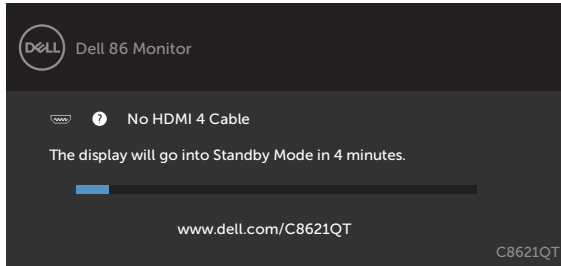 DELL Dell 86 Monitor
? No HDMI 4 Cable
The display will go into Standby Mode in 4 minutes.
www.dell.com/C8621QT
C8621QT